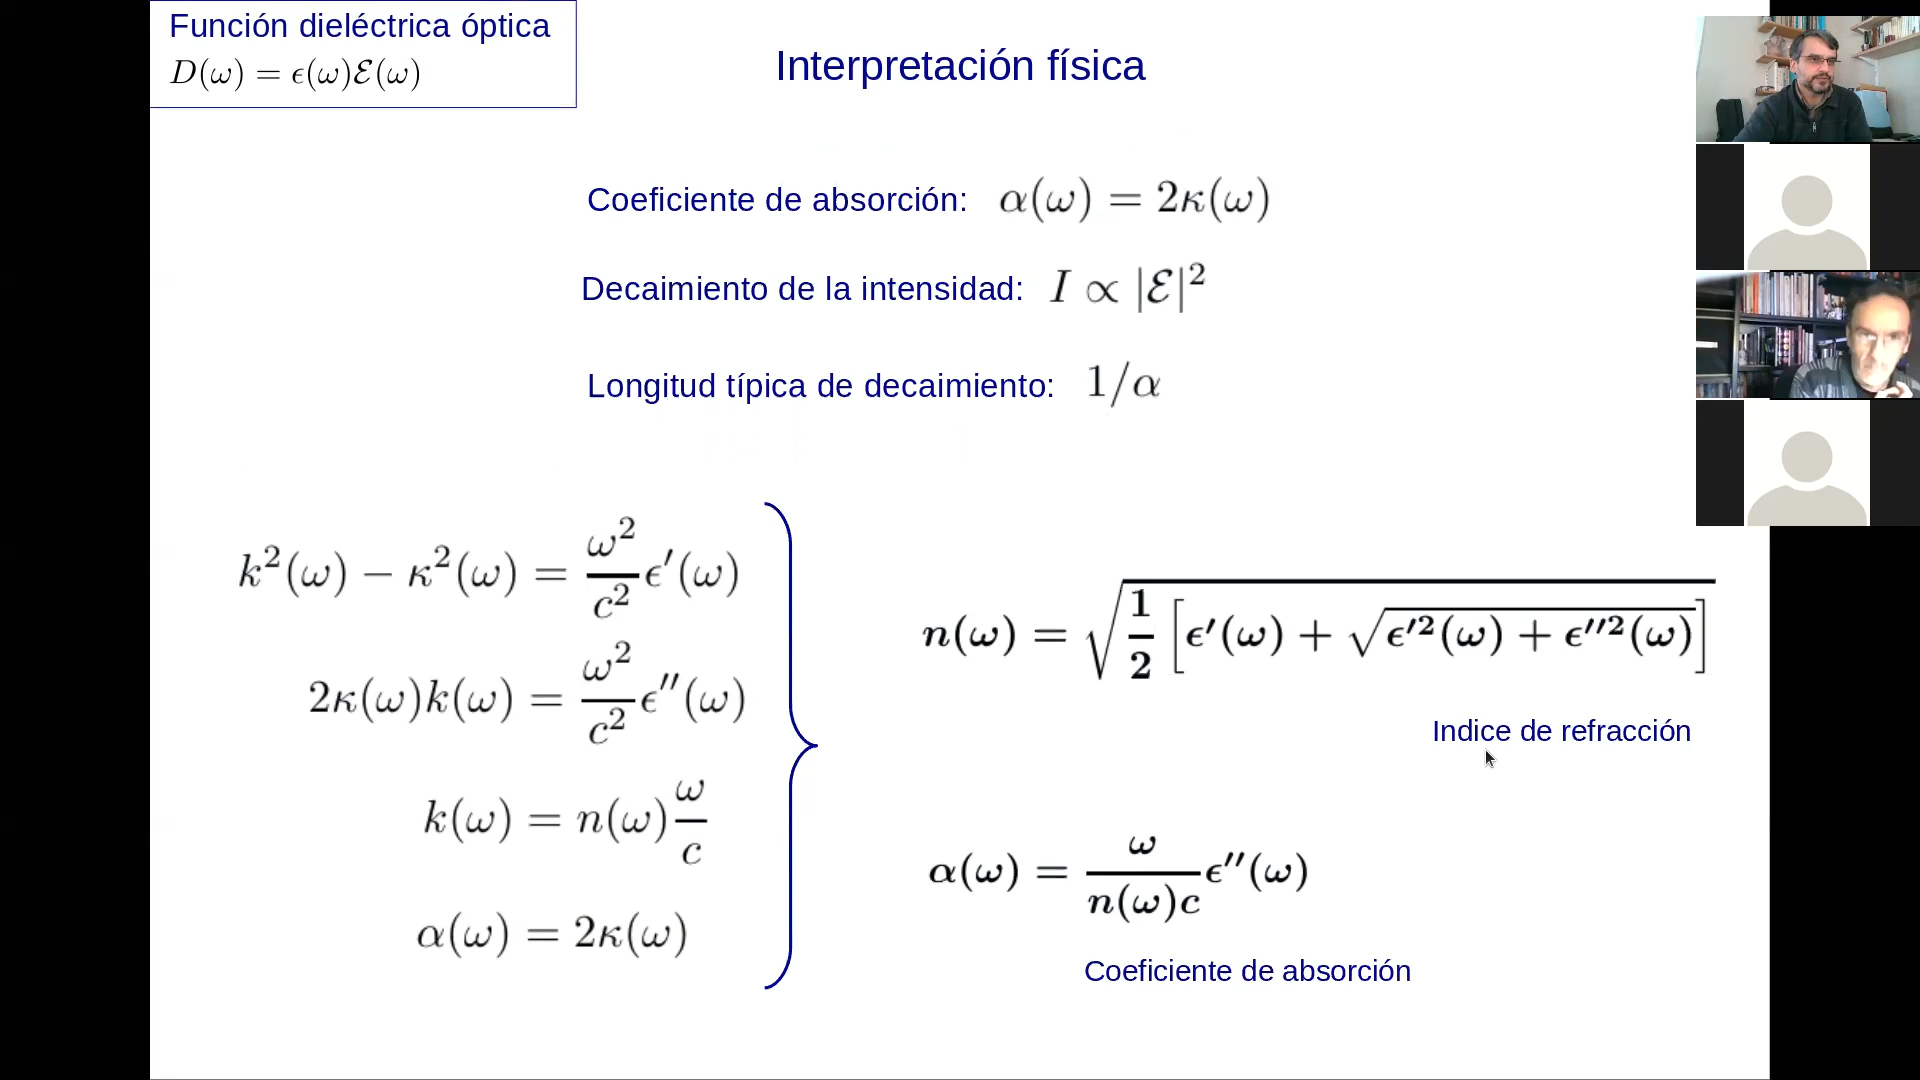 Función dieléctrica óptica
D(ω) = ϵ(ω)ℰ(ω)
Interpretación física
Coeficiente de absorción: α(ω) = 2κ(ω)
Decaimiento de la intensidad: I ∝ |ℰ|²
Longitud típica de decaimiento: 1/α
k²(ω) − κ²(ω) = ω²/c² ϵ′(ω)
2κ(ω)k(ω) = ω²/c² ϵ′′(ω)
k(ω) = n(ω) ω/c
α(ω) = 2κ(ω)
n(ω) = √(1/2 [ϵ′(ω) + √(ϵ′²(ω) + ϵ′′²(ω))])
Indice de refracción
α(ω) = ω/(n(ω)c) ϵ′′(ω)
Coeficiente de absorción